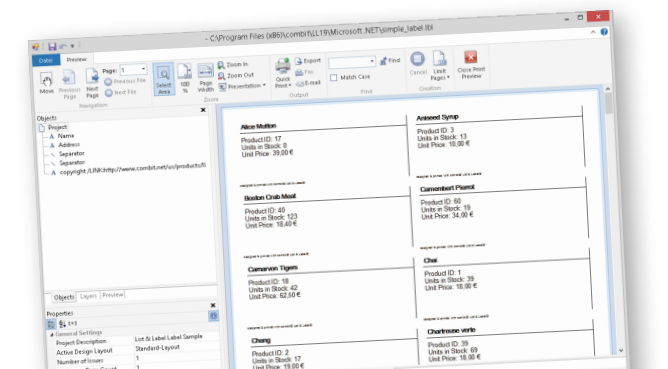 - C:\Program Files (x86)\combit\LL19\Microsoft .NET\simple_label.lbl
Datei Preview
Move
Previous Page
Next Page
Page: 1
Previous File
Next File
Navigation
Select Area
100 %
Page Width
Zoom In
Zoom Out
Presentation
Zoom
Quick Print
Export
Fax
E-mail
Output
Find
Match Case
Find
Cancel
Limit Pages
Creation
Close Print Preview
Objects
Project
Name
Address
Separator
Separator
copyright /LINK:http://www.combit.net/us/products/li
Objects Layers Preview
Properties
General Settings
Project Description List & Label Label Sample
Active Design Layout Standard-Layout
Number of Issues 1
1
Alice Mutton
Product ID: 17
Units in Stock: 0
Unit Price: 39,00 €
Aniseed Syrup
Product ID: 3
Units in Stock: 13
Unit Price: 10,00 €
Boston Crab Meat
Product ID: 40
Units in Stock: 123
Unit Price: 18,40 €
Camembert Pierrot
Product ID: 60
Units in Stock: 19
Unit Price: 34,00 €
Carnarvon Tigers
Product ID: 18
Units in Stock: 42
Unit Price: 62,50 €
Chai
Product ID: 1
Units in Stock: 39
Unit Price: 18,00 €
Chang
Product ID: 2
Units in Stock: 17
Unit Price: 19,00 €
Chartreuse verte
Product ID: 39
Units in Stock: 69
Unit Price: 18,00 €